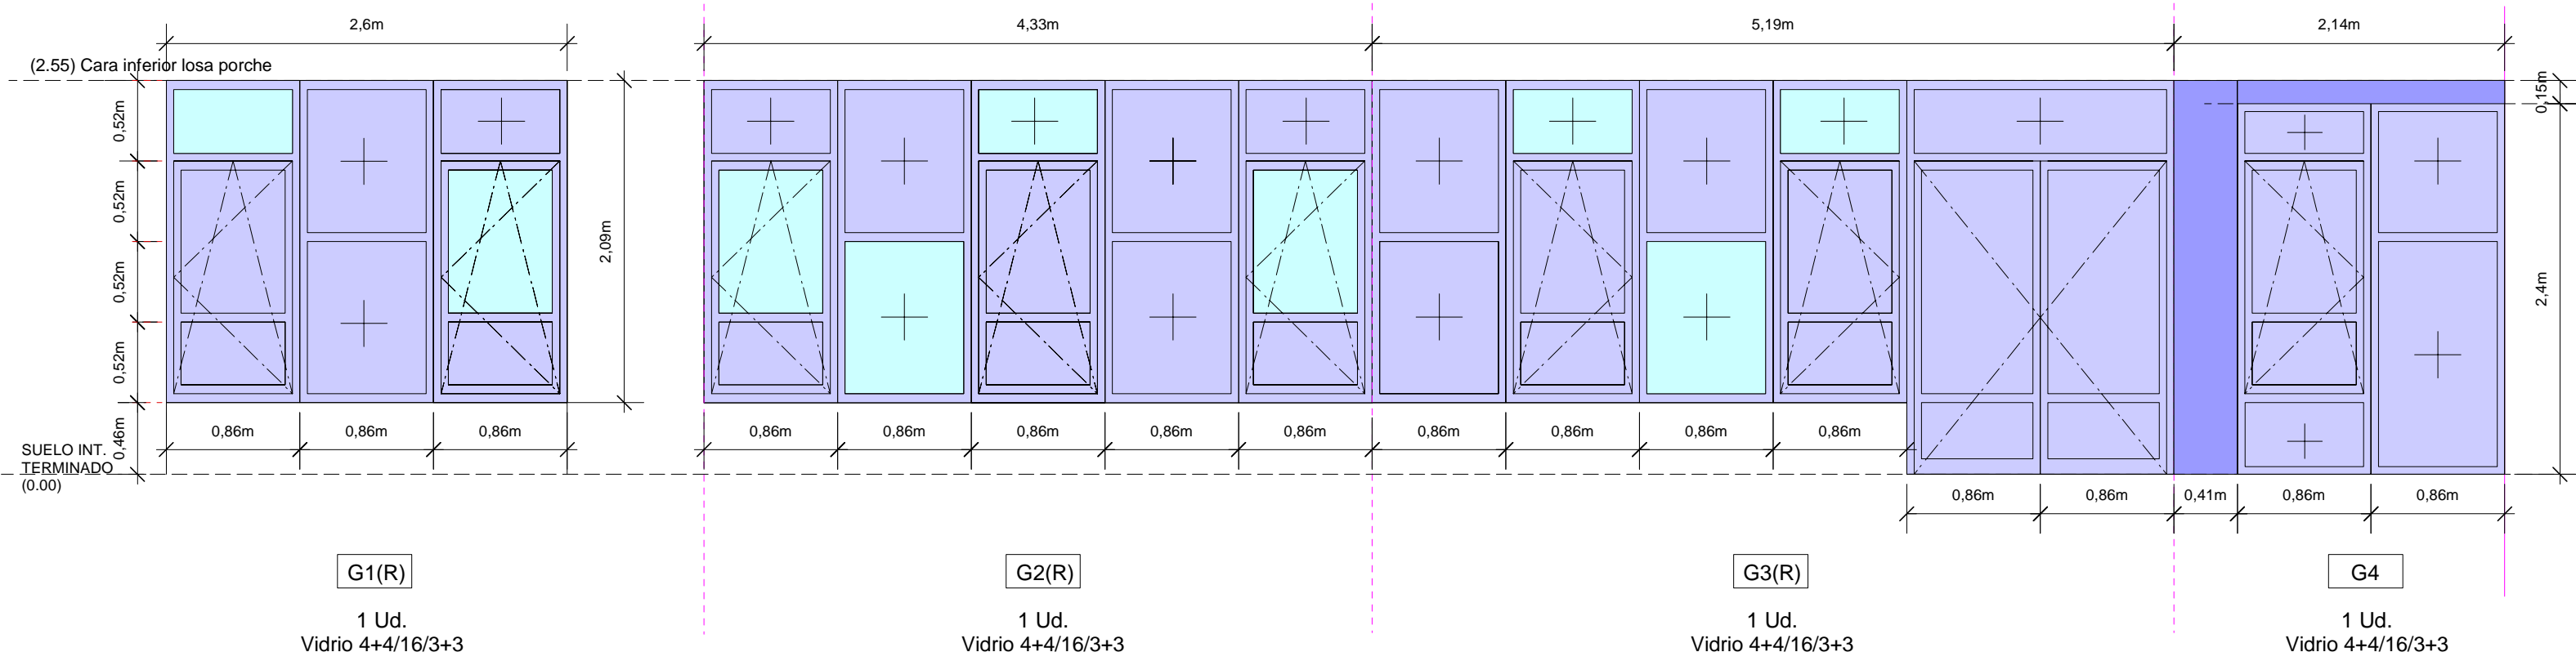 2,6m
4,33m
5,19m
2,14m
(2.55) Cara inferior losa porche
0,15m
0,52m
0,52m
0,52m
0,52m
0,46m
2,09m
2,4m
0,86m
0,86m
0,86m
0,86m
0,86m
0,86m
0,86m
0,86m
0,86m
0,86m
0,86m
0,86m
SUELO INT.
TERMINADO
(0.00)
0,86m
0,86m
0,41m
0,86m
0,86m
G1(R)
G2(R)
G3(R)
G4
1 Ud.
Vidrio 4+4/16/3+3
1 Ud.
Vidrio 4+4/16/3+3
1 Ud.
Vidrio 4+4/16/3+3
1 Ud.
Vidrio 4+4/16/3+3